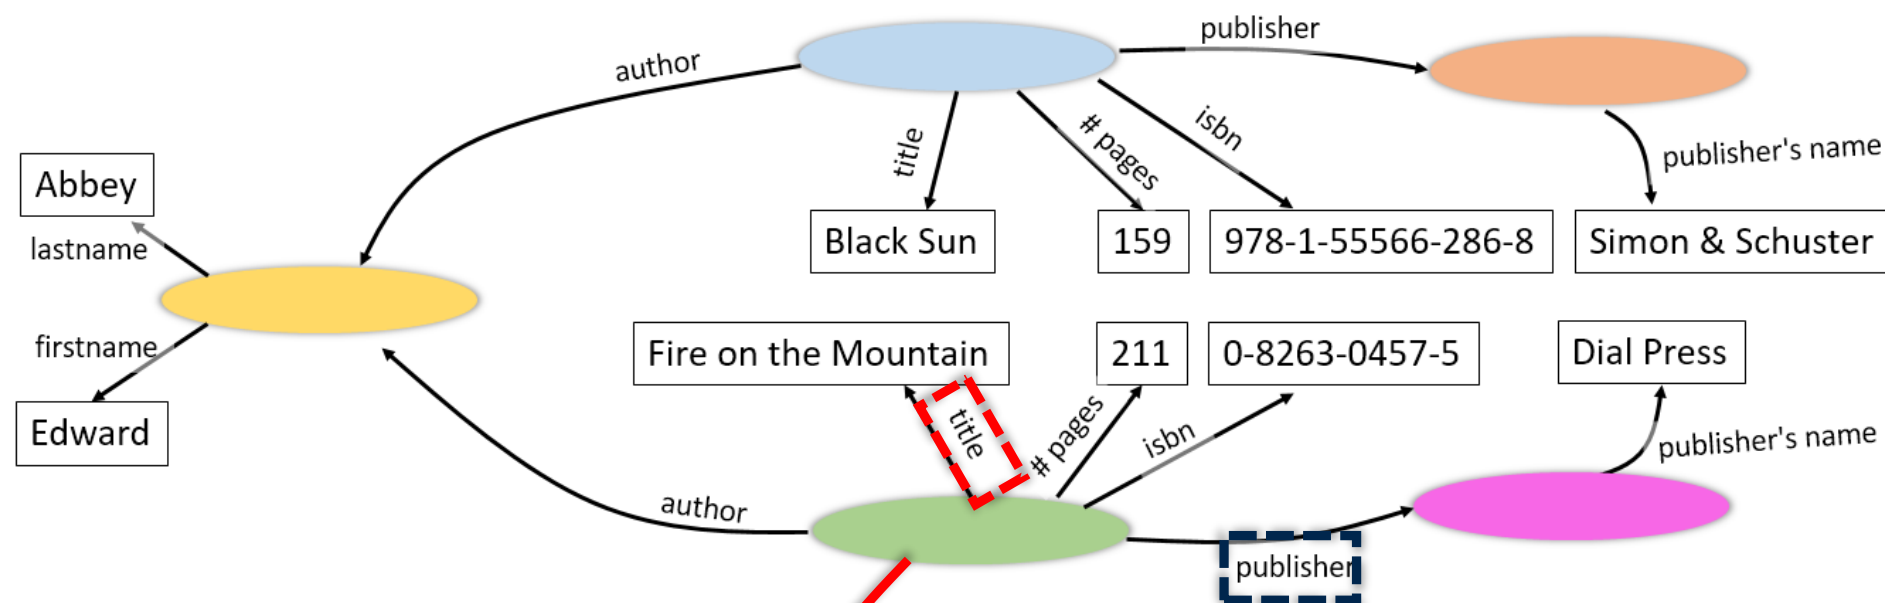 publisher
author
title
# pages
isbn
publisher's name
Abbey
lastname
Black Sun
159
978-1-55566-286-8
Simon & Schuster
firstname
Edward
Fire on the Mountain
211
0-8263-0457-5
Dial Press
title
# pages
isbn
publisher's name
author
publisher